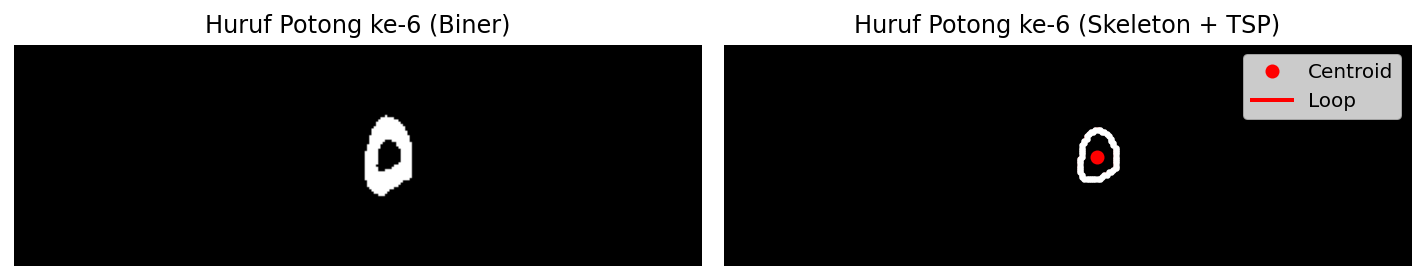 Huruf Potong ke-6 (Biner)
Huruf Potong ke-6 (Skeleton + TSP)
Centroid
Loop